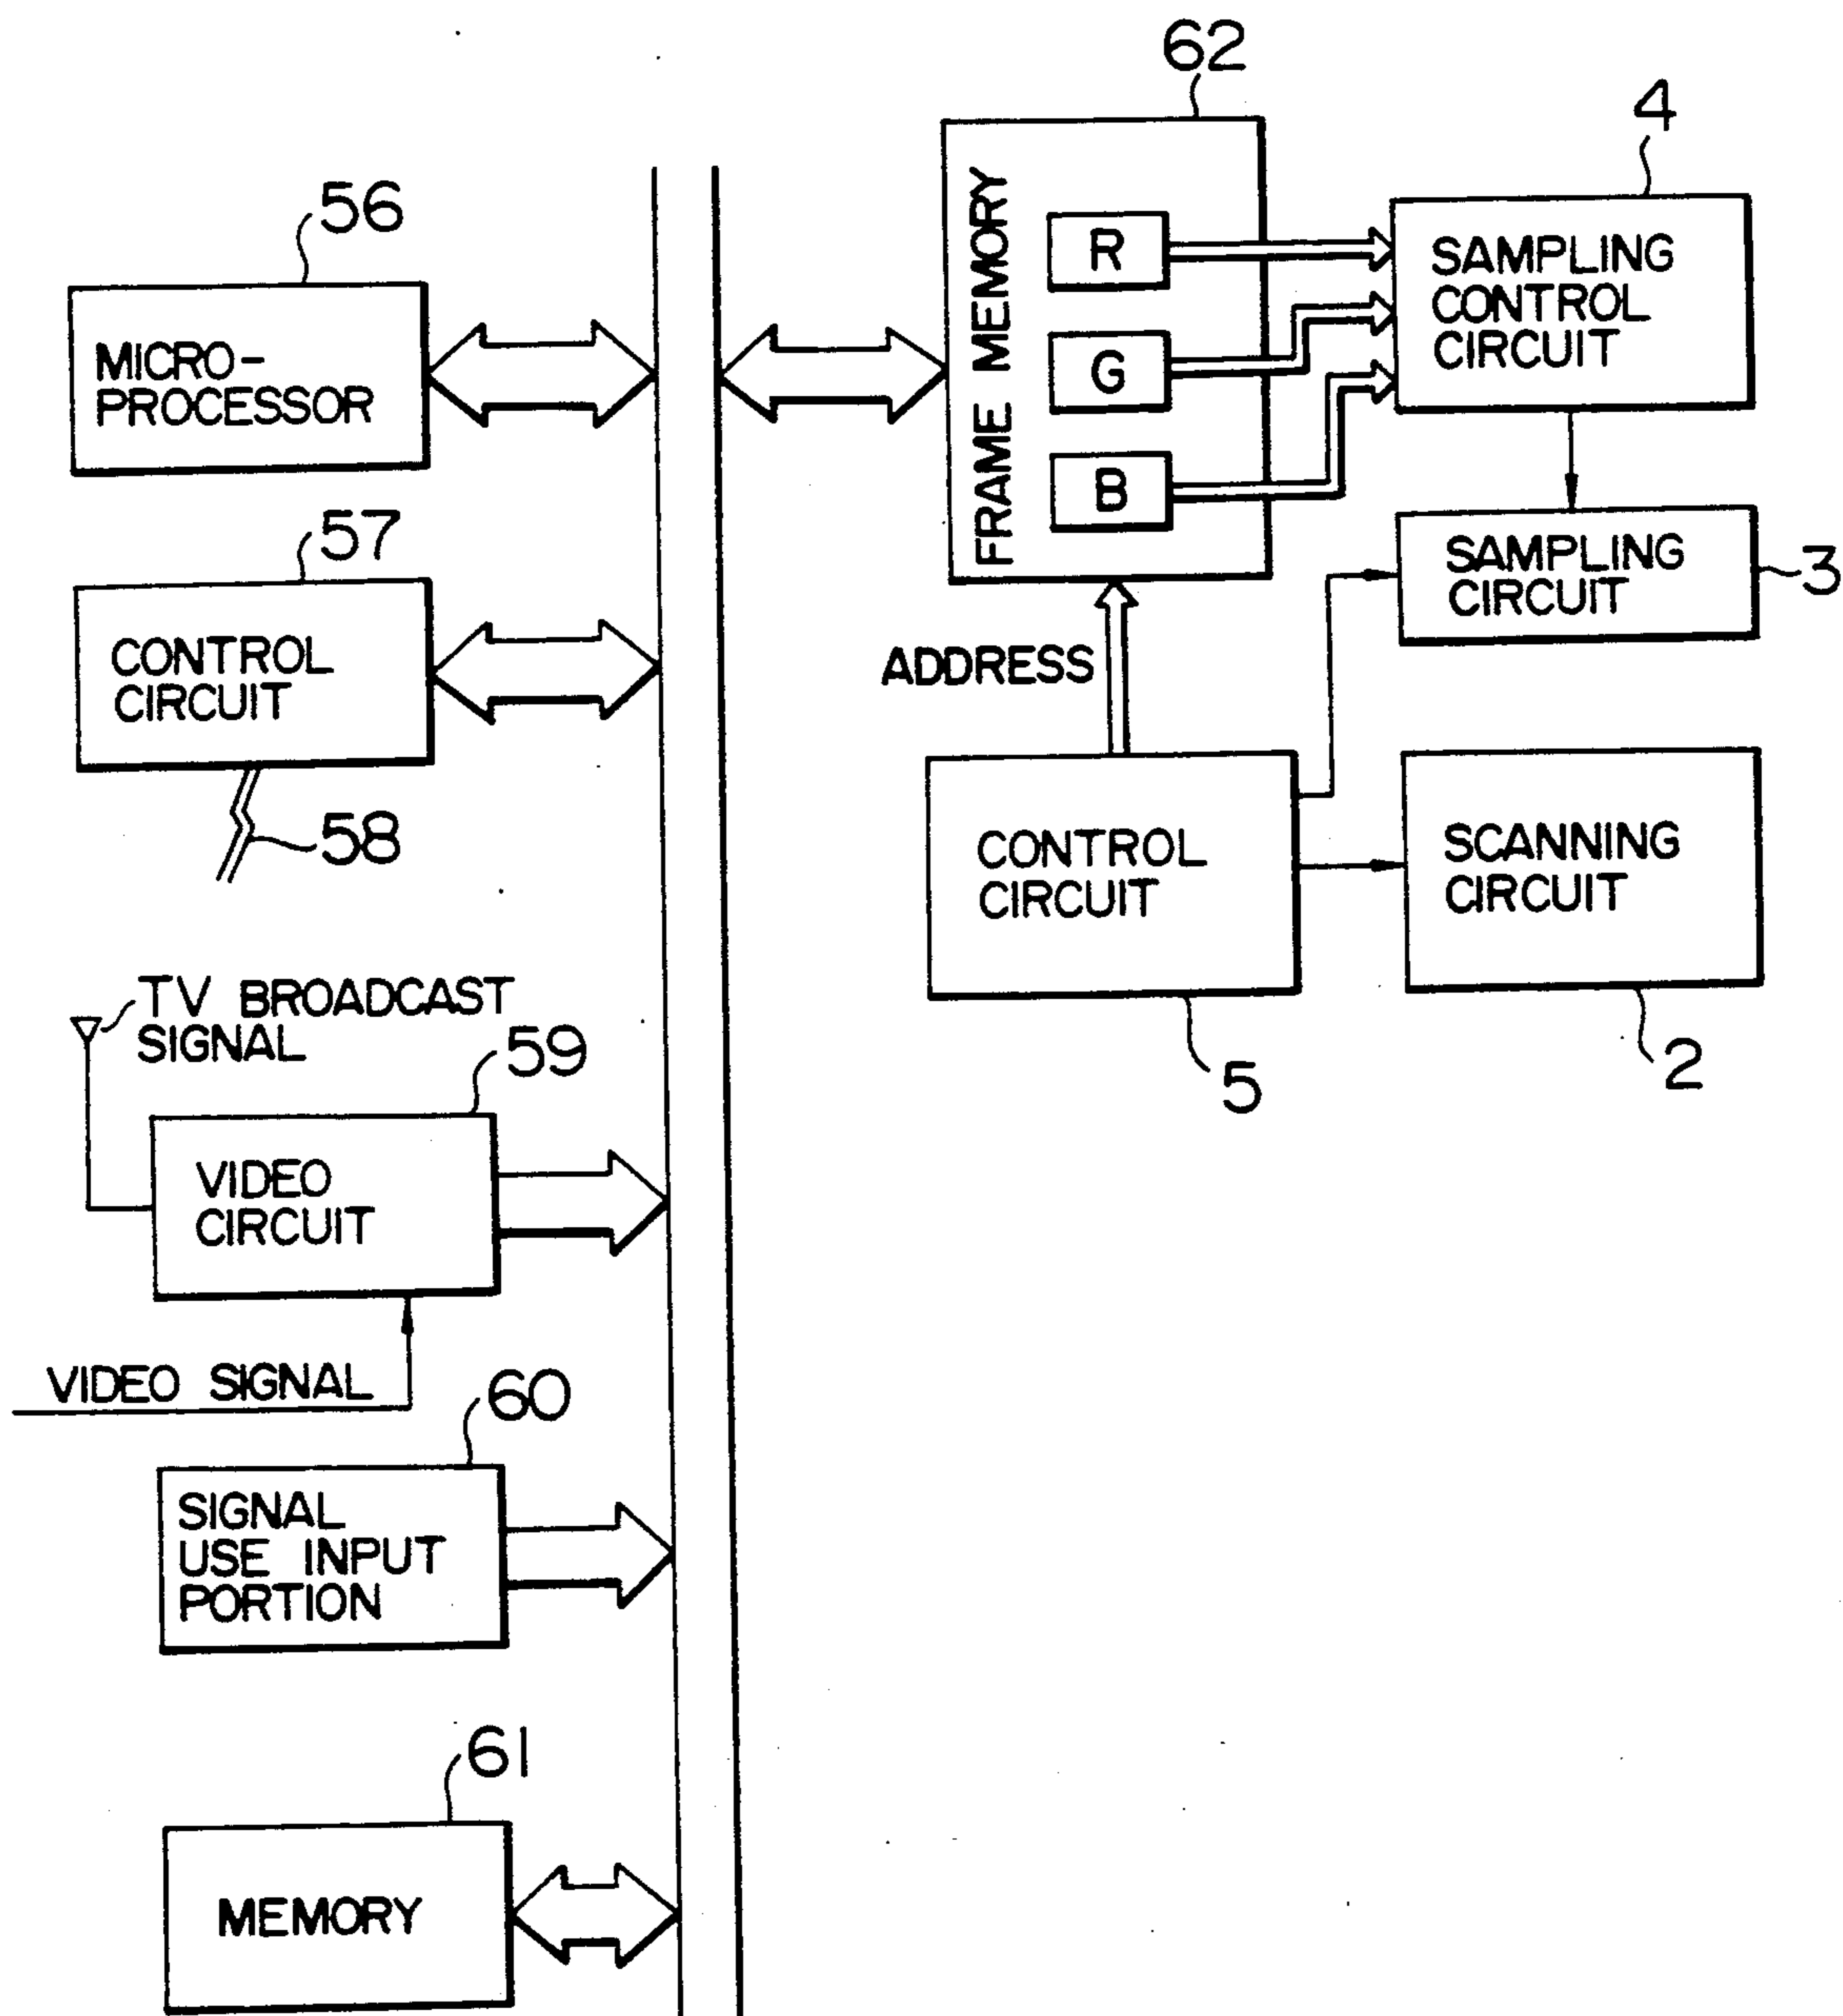 62
4
56
FRAME MEMORY
R
G
B
SAMPLING
CONTROL
CIRCUIT
MICRO-
PROCESSOR
57
SAMPLING
CIRCUIT
3
CONTROL
CIRCUIT
ADDRESS
58
CONTROL
CIRCUIT
SCANNING
CIRCUIT
TV BROADCAST
SIGNAL
59
5
2
VIDEO
CIRCUIT
VIDEO SIGNAL
60
SIGNAL
USE INPUT
PORTION
61
MEMORY